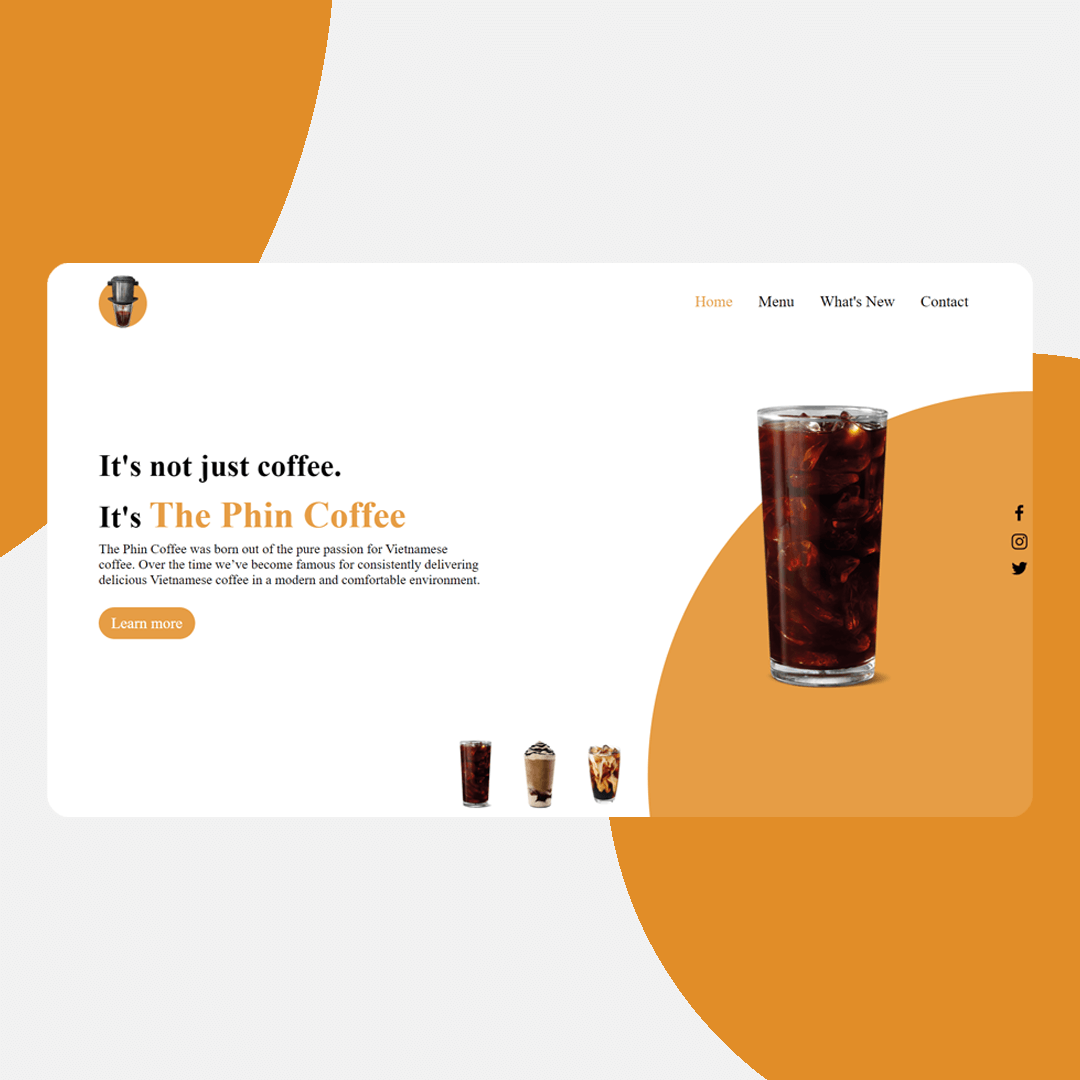 Home Menu What's New Contact
It's not just coffee.
It's The Phin Coffee
The Phin Coffee was born out of the pure passion for Vietnamese
coffee. Over the time we’ve become famous for consistently delivering
delicious Vietnamese coffee in a modern and comfortable environment.
Learn more